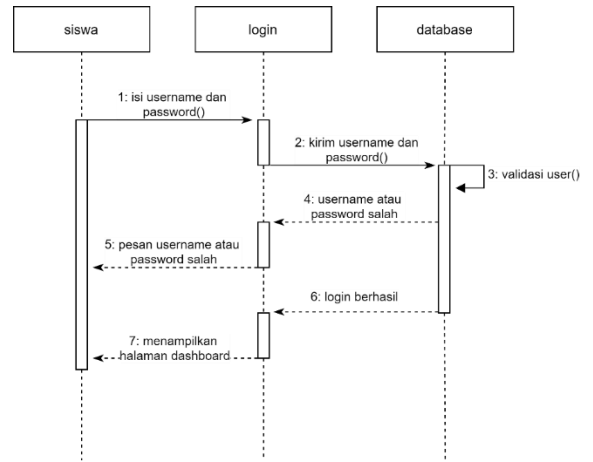 siswa
login
database
1: isi username dan
password()
2: kirim username dan
password()
3: validasi user()
4: username atau
password salah
5: pesan username atau
password salah
6: login berhasil
7: menampilkan
halaman dashboard